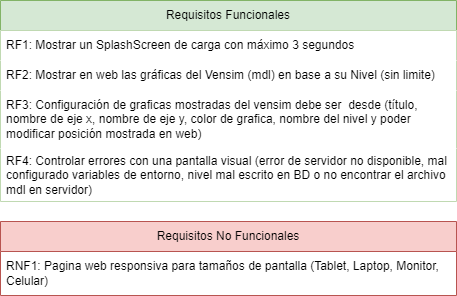 Requisitos Funcionales
RF1: Mostrar un SplashScreen de carga con máximo 3 segundos
RF2: Mostrar en web las gráficas del Vensim (mdl) en base a su Nivel (sin limite)
RF3: Configuración de graficas mostradas del vensim debe ser desde (título,
nombre de eje x, nombre de eje y, color de grafica, nombre del nivel y poder
modificar posición mostrada en web)
RF4: Controlar errores con una pantalla visual (error de servidor no disponible, mal
configurado variables de entorno, nivel mal escrito en BD o no encontrar el archivo
mdl en servidor)
Requisitos No Funcionales
RNF1: Pagina web responsiva para tamaños de pantalla (Tablet, Laptop, Monitor,
Celular)